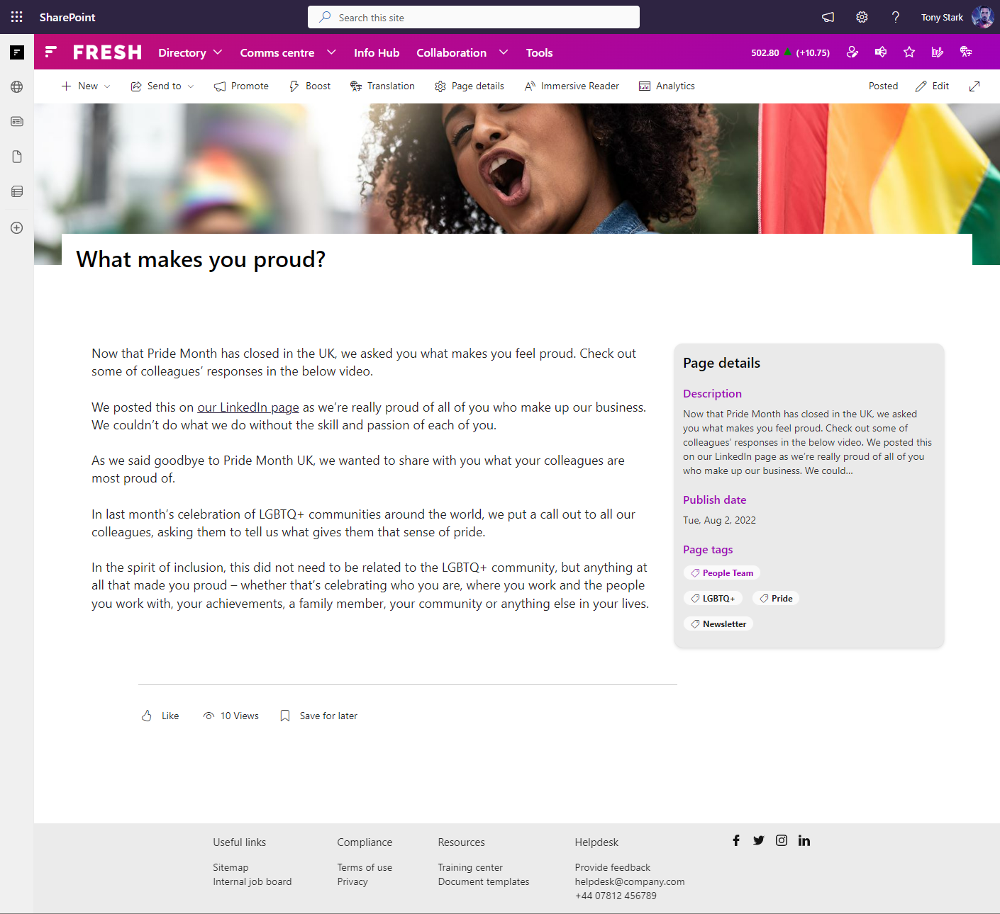 SharePoint
Search this site
Tony Stark
FRESH
Directory
Comms centre
Info Hub
Collaboration
Tools
502.80 (+10.75)
New
Send to
Promote
Boost
Translation
Page details
Immersive Reader
Analytics
Posted
Edit
What makes you proud?
Now that Pride Month has closed in the UK, we asked you what makes you feel proud. Check out
some of colleagues’ responses in the below video.
We posted this on our LinkedIn page as we’re really proud of all of you who make up our business.
We couldn’t do what we do without the skill and passion of each of you.
As we said goodbye to Pride Month UK, we wanted to share with you what your colleagues are
most proud of.
In last month’s celebration of LGBTQ+ communities around the world, we put a call out to all our
colleagues, asking them to tell us what gives them that sense of pride.
In the spirit of inclusion, this did not need to be related to the LGBTQ+ community, but anything at
all that made you proud – whether that’s celebrating who you are, where you work and the people
you work with, your achievements, a family member, your community or anything else in your lives.
Page details
Description
Now that Pride Month has closed in the UK, we asked
you what makes you feel proud. Check out some of
colleagues’ responses in the below video. We posted this
on our LinkedIn page as we’re really proud of all of you
who make up our business. We could...
Publish date
Tue, Aug 2, 2022
Page tags
People Team
LGBTQ+
Pride
Newsletter
Like
10 Views
Save for later
Useful links
Sitemap
Internal job board
Compliance
Terms of use
Privacy
Resources
Training center
Document templates
Helpdesk
Provide feedback
helpdesk@company.com
+44 07812 456789